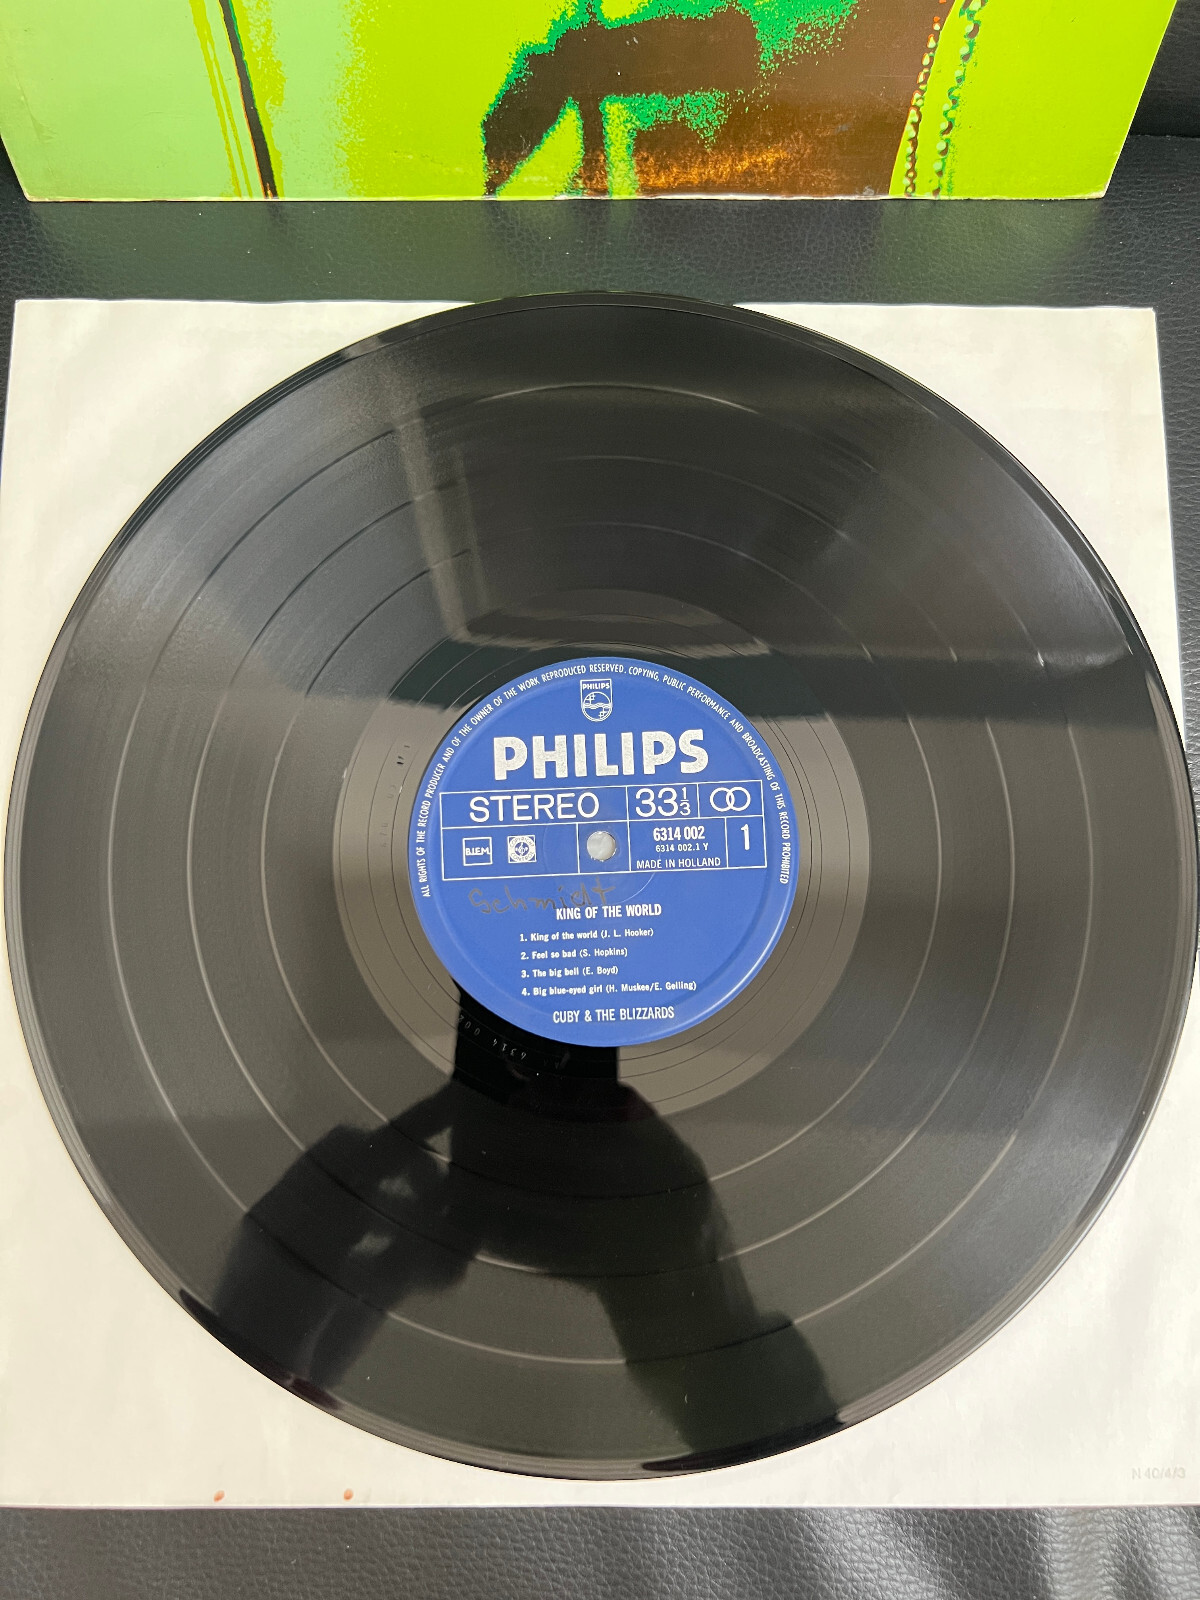 ALL RIGHTS OF THE RECORD PRODUCER AND OF THE OWNER OF THE WORK REPRODUCED RESERVED. COPYING, PUBLIC PERFORMANCE AND BROADCASTING OF THIS RECORD PROHIBITED
PHILIPS
PHILIPS
STEREO 33 1/3
B.I.E.M. 6314 002 1
6314 002.1 Y
MADE IN HOLLAND
Schmidt
KING OF THE WORLD
1. King of the world (J. L. Hooker)
2. Feel so bad (S. Hopkins)
3. The big bell (E. Boyd)
4. Big blue-eyed girl (H. Muskee/E. Gelling)
CUBY & THE BLIZZARDS
N 40/4/3